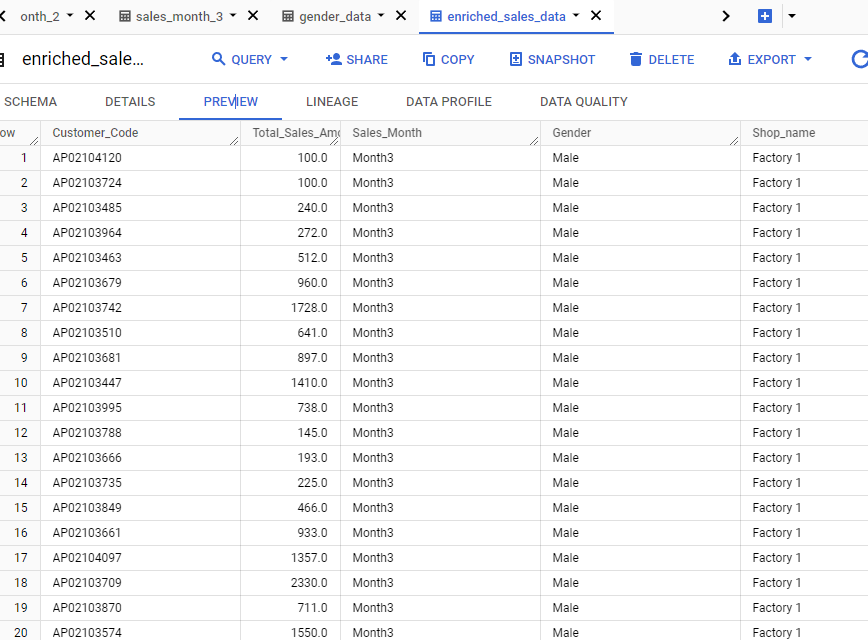 onth_2 sales_month_3 gender_data enriched_sales_data
enriched_sale... QUERY SHARE COPY SNAPSHOT DELETE EXPORT
SCHEMA DETAILS PREVIEW LINEAGE DATA PROFILE DATA QUALITY
ow Customer_Code Total_Sales_Amo Sales_Month Gender Shop_name
1 AP02104120 100.0 Month3 Male Factory 1
2 AP02103724 100.0 Month3 Male Factory 1
3 AP02103485 240.0 Month3 Male Factory 1
4 AP02103964 272.0 Month3 Male Factory 1
5 AP02103463 512.0 Month3 Male Factory 1
6 AP02103679 960.0 Month3 Male Factory 1
7 AP02103742 1728.0 Month3 Male Factory 1
8 AP02103510 641.0 Month3 Male Factory 1
9 AP02103681 897.0 Month3 Male Factory 1
10 AP02103447 1410.0 Month3 Male Factory 1
11 AP02103995 738.0 Month3 Male Factory 1
12 AP02103788 145.0 Month3 Male Factory 1
13 AP02103666 193.0 Month3 Male Factory 1
14 AP02103735 225.0 Month3 Male Factory 1
15 AP02103849 466.0 Month3 Male Factory 1
16 AP02103661 933.0 Month3 Male Factory 1
17 AP02104097 1357.0 Month3 Male Factory 1
18 AP02103709 2330.0 Month3 Male Factory 1
19 AP02103870 711.0 Month3 Male Factory 1
20 AP02103574 1550.0 Month3 Male Factory 1